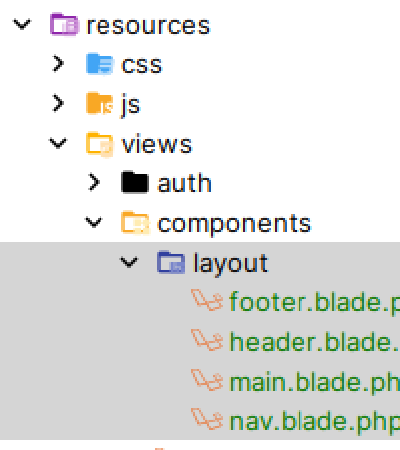 resources
css
js
views
auth
components
layout
footer.blade.p
header.blade.
main.blade.ph
nav.blade.php